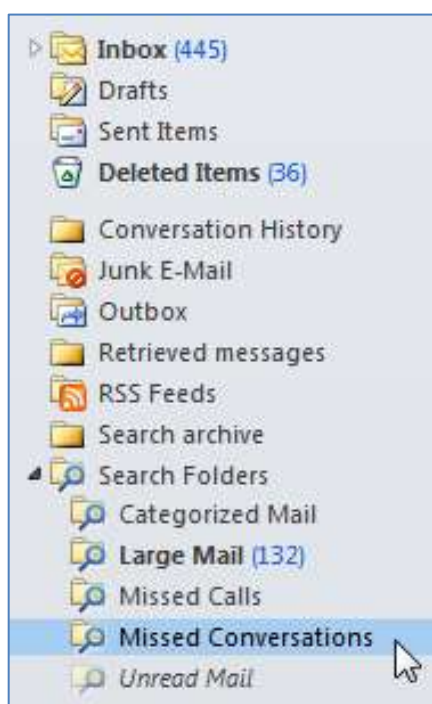 Inbox (445)
Drafts
Sent Items
Deleted Items (36)
Conversation History
Junk E-Mail
Outbox
Retrieved messages
RSS Feeds
Search archive
Search Folders
Categorized Mail
Large Mail (132)
Missed Calls
Missed Conversations
Unread Mail